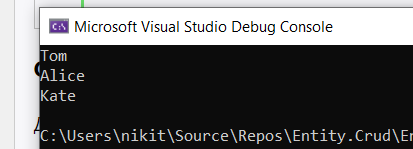 Microsoft Visual Studio Debug Console
Tom
Alice
Kate
C:\Users\nikit\Source\Repos\Entity.Crud\En